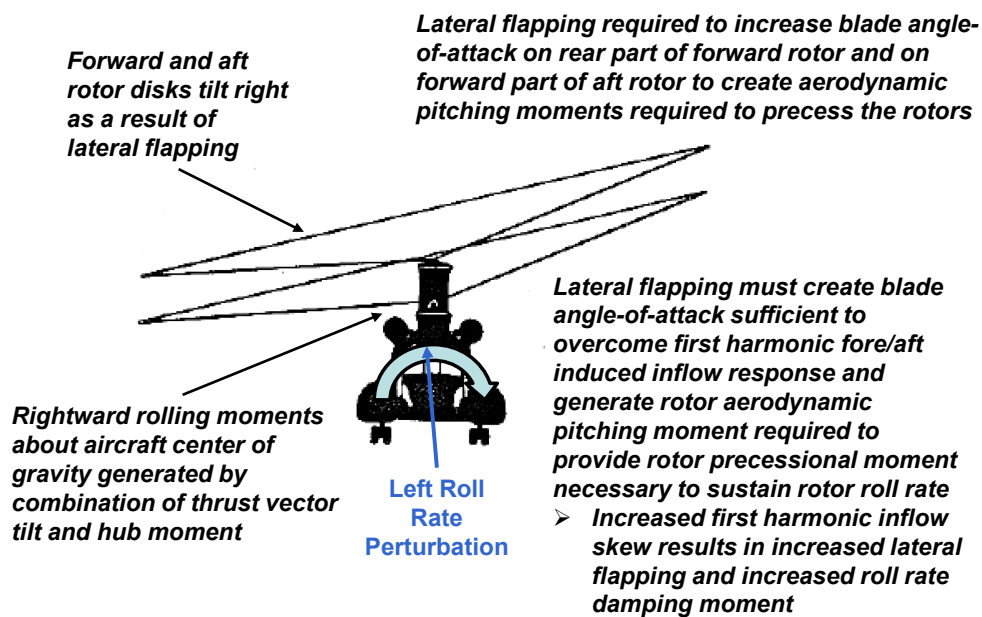 Lateral flapping required to increase blade angle-
of-attack on rear part of forward rotor and on
forward part of aft rotor to create aerodynamic
pitching moments required to precess the rotors
Forward and aft
rotor disks tilt right
as a result of
lateral flapping
Lateral flapping must create blade
angle-of-attack sufficient to
overcome first harmonic fore/aft
induced inflow response and
generate rotor aerodynamic
pitching moment required to
provide rotor precessional moment
necessary to sustain rotor roll rate
➢ Increased first harmonic inflow
skew results in increased lateral
flapping and increased roll rate
damping moment
Rightward rolling moments
about aircraft center of
gravity generated by
combination of thrust vector
tilt and hub moment
Left Roll
Rate
Perturbation